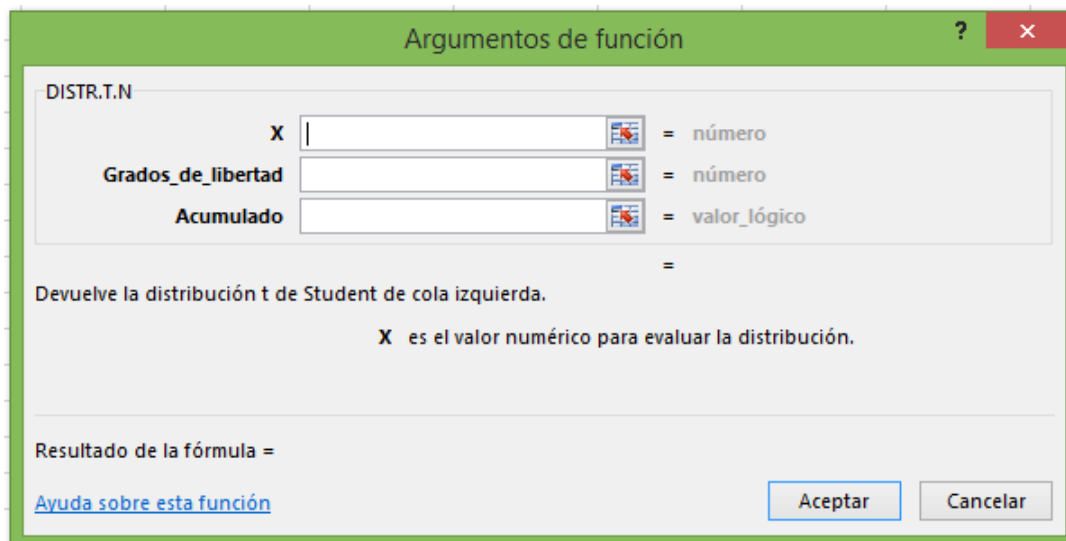 Argumentos de función
?
DISTR.T.N
X = número
Grados_de_libertad = número
Acumulado = valor_lógico
=
Devuelve la distribución t de Student de cola izquierda.
X es el valor numérico para evaluar la distribución.
Resultado de la fórmula =
Ayuda sobre esta función Aceptar Cancelar